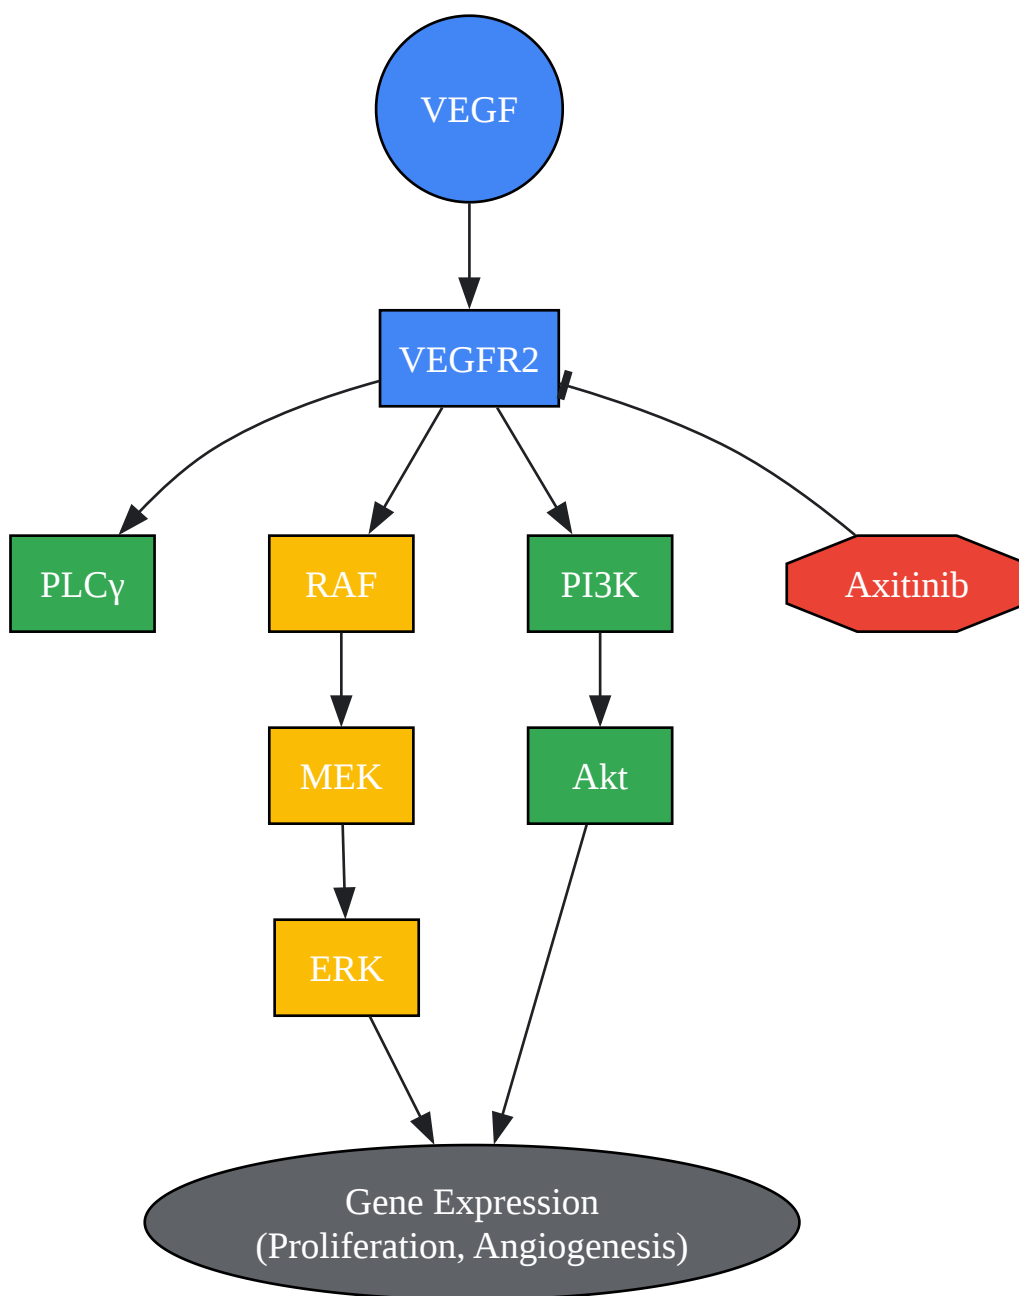 VEGF
VEGFR2
PLCγ
RAF
PI3K
Axitinib
MEK
Akt
ERK
Gene Expression
(Proliferation, Angiogenesis)